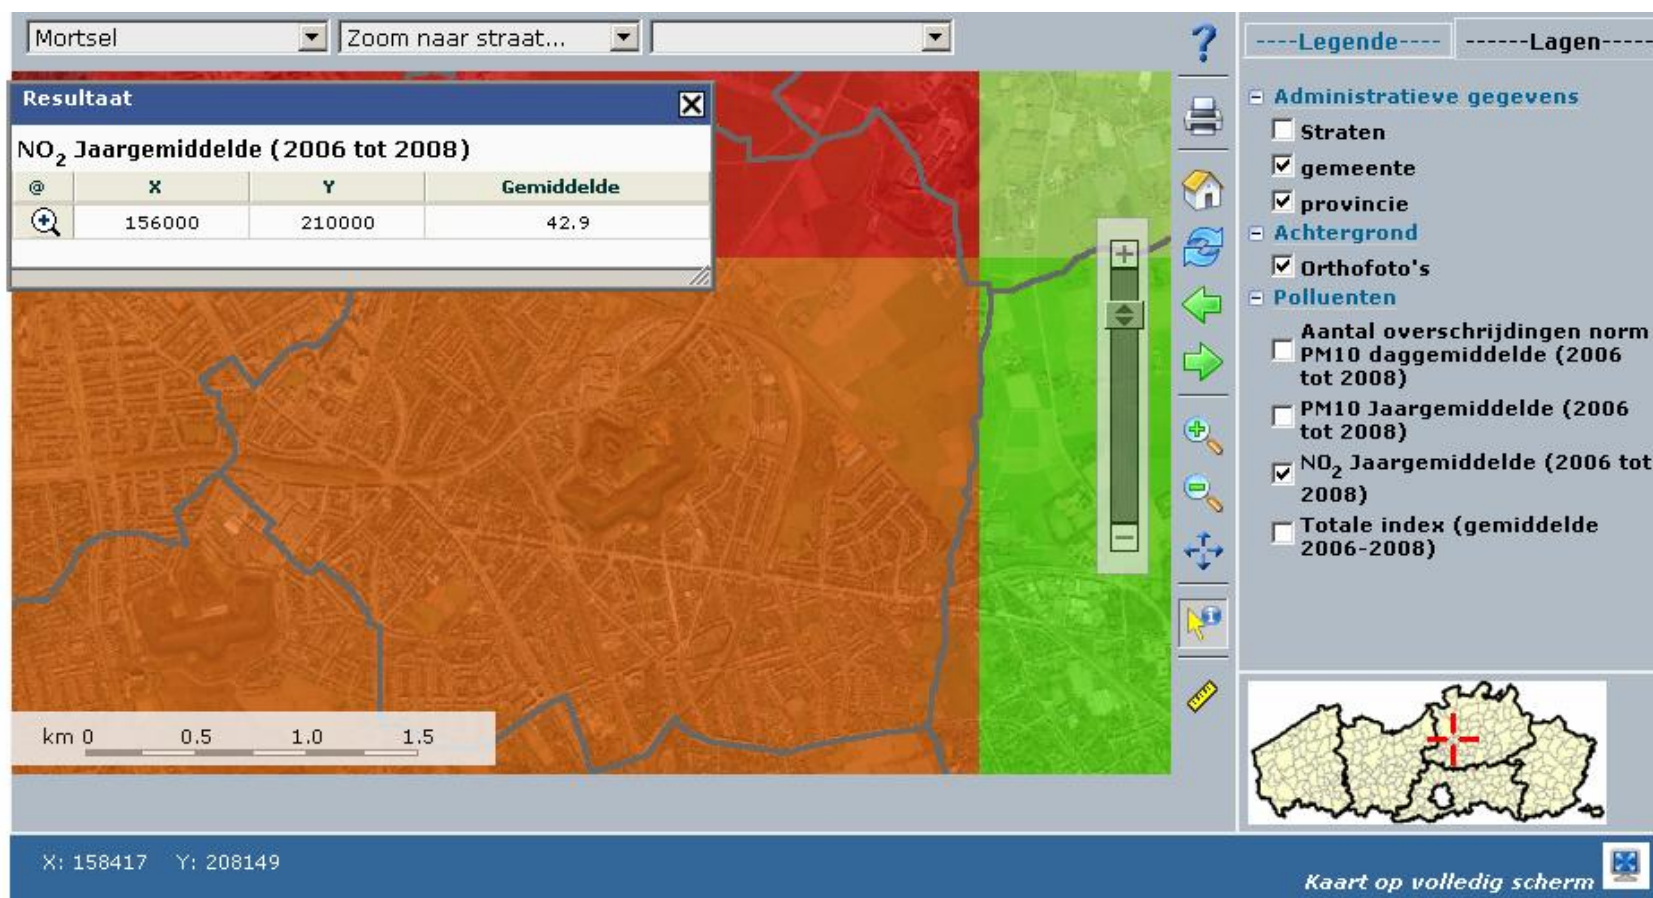 Mortsel
Zoom naar straat...
----Legende----
------Lagen-----
Resultaat
NO2 Jaargemiddelde (2006 tot 2008)
@ X Y Gemiddelde
156000 210000 42.9
Administratieve gegevens
Straten
gemeente
provincie
Achtergrond
Orthofoto's
Polluenten
Aantal overschrijdingen norm
PM10 daggemiddelde (2006
tot 2008)
PM10 Jaargemiddelde (2006
tot 2008)
NO2 Jaargemiddelde (2006 tot
2008)
Totale index (gemiddelde
2006-2008)
km 0 0.5 1.0 1.5
X: 158417 Y: 208149
Kaart op volledig scherm